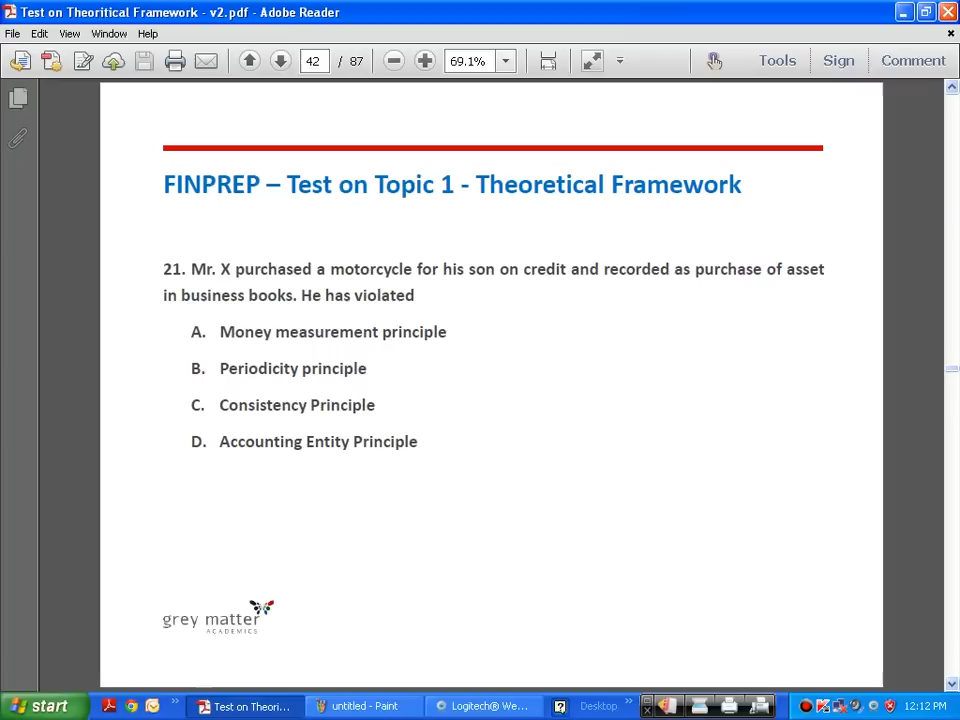 Test on Theoritical Framework - v2.pdf - Adobe Reader
File Edit View Window Help
42 / 87 69.1% Tools Sign Comment
FINPREP – Test on Topic 1 - Theoretical Framework
21. Mr. X purchased a motorcycle for his son on credit and recorded as purchase of asset
in business books. He has violated
A. Money measurement principle
B. Periodicity principle
C. Consistency Principle
D. Accounting Entity Principle
grey matter
ACADEMICS
start Test on Theori... untitled - Paint Logitech® We... Desktop 12:12 PM